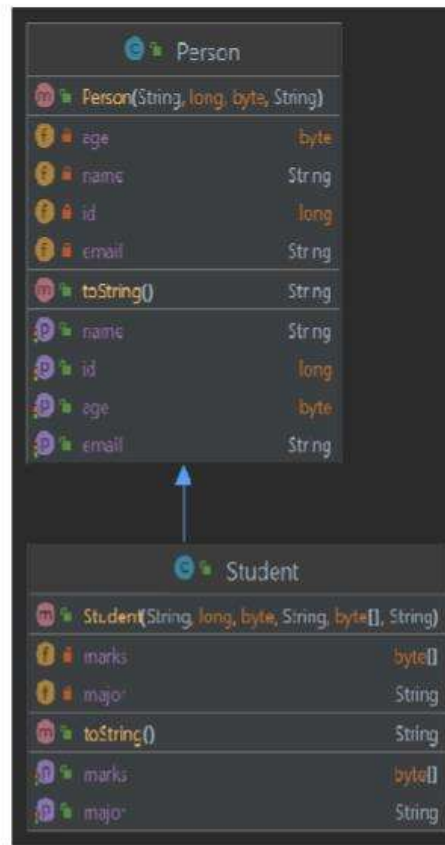 Person
Person(String, long, byte, String)
age byte
name String
id long
email String
toString() String
name String
id long
age byte
email String
Student
Student(String, long, byte, String, byte[], String)
marks byte[]
major String
toString() String
marks byte[]
major String